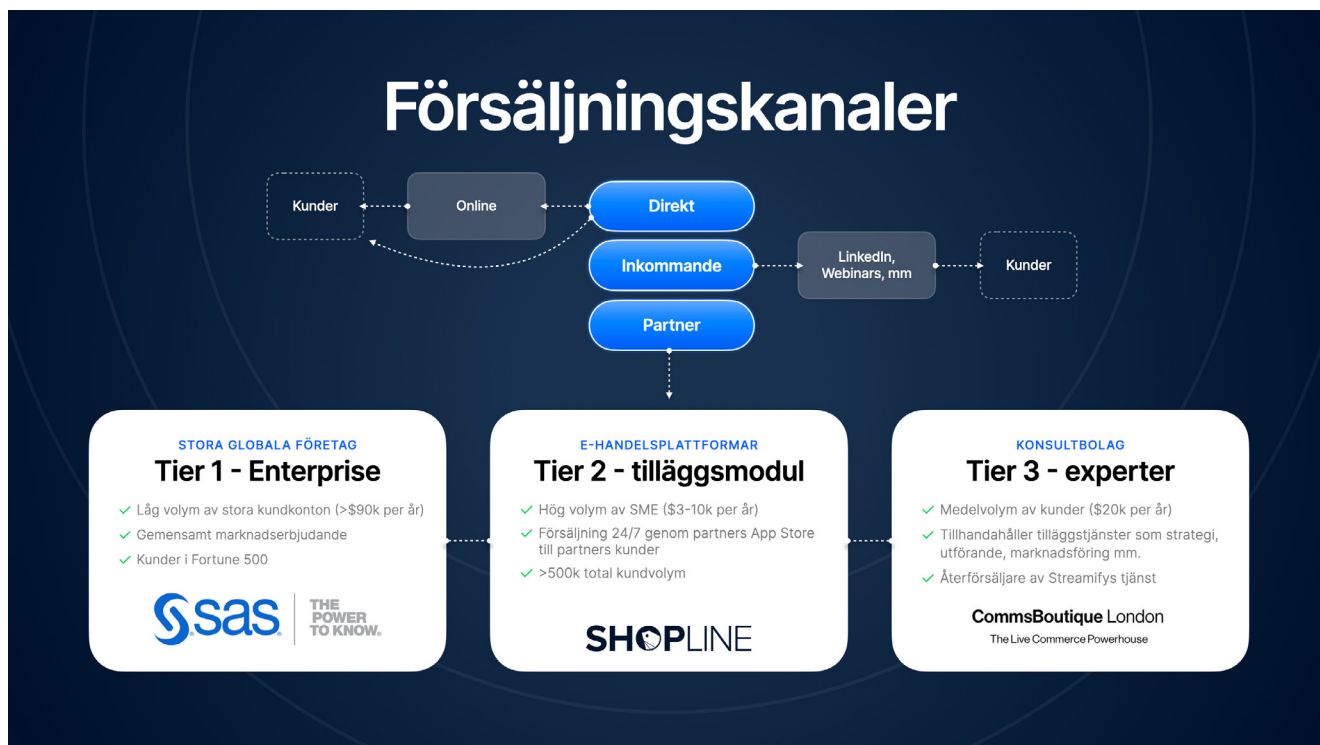 Försäljningskanaler
Kunder
Online
Direkt
Inkommande
LinkedIn,
Webinars, mm
Kunder
Partner
STORA GLOBALA FÖRETAG
Tier 1 - Enterprise
Låg volym av stora kundkonton (>$90k per år)
Gemensamt marknadserbjudande
Kunder i Fortune 500
sas
THE
POWER
TO KNOW.
E-HANDELSPLATTFORMAR
Tier 2 - tilläggsmodul
Hög volym av SME ($3-10k per år)
Försäljning 24/7 genom partners App Store
till partners kunder
>500k total kundvolym
SHOPLINE
KONSULTBOLAG
Tier 3 - experter
Medelvolym av kunder ($20k per år)
Tillhandahåller tilläggstjänster som strategi,
utförande, marknadsföring mm.
Återförsäljare av Streamifys tjänst
CommsBoutique London
The Live Commerce Powerhouse